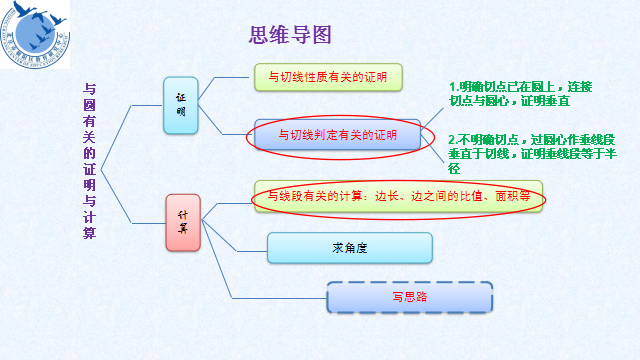 思维导图
与圆有关的证明与计算
证明
与切线性质有关的证明
与切线判定有关的证明
1.明确切点已在圆上，连接
切点与圆心，证明垂直
2.不明确切点，过圆心作垂线段
垂直于切线，证明垂线段等于半
径
计算
与线段有关的计算：边长、边之间的比值、面积等
求角度
写思路